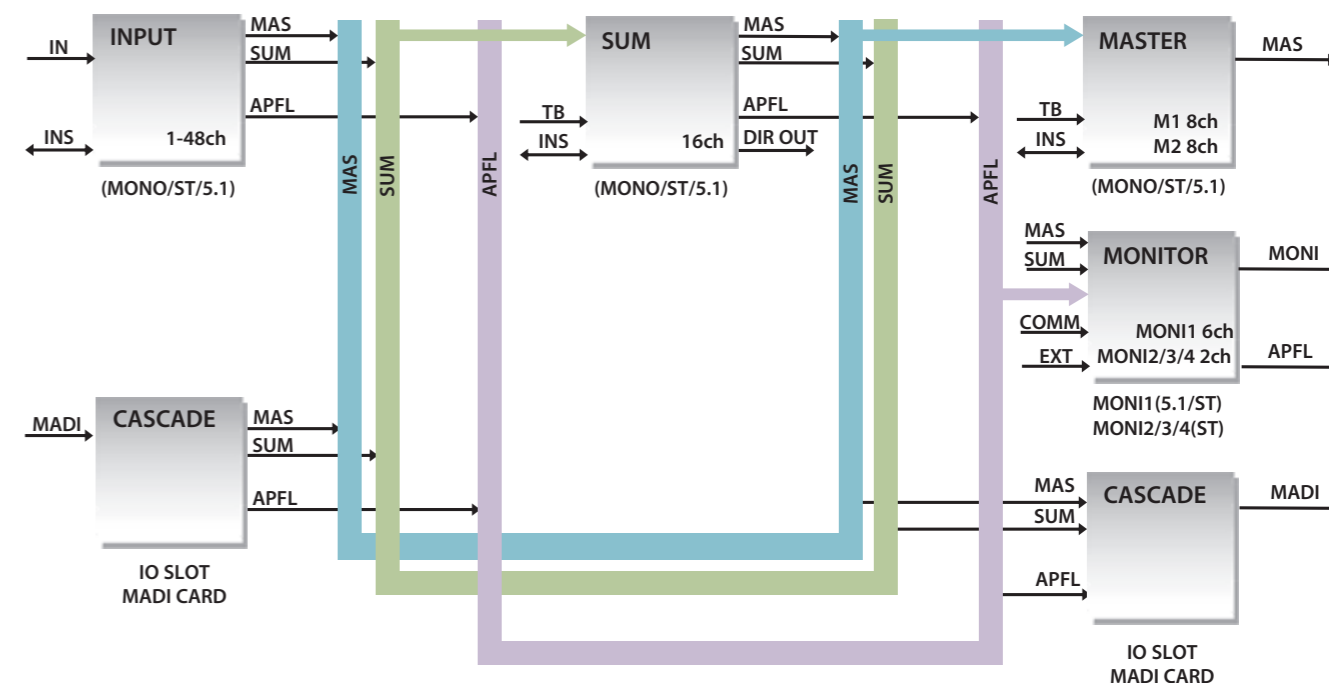 IN
INS
INPUT
1-48ch
(MONO/ST/5.1)
MAS
SUM
APFL
MAS
SUM
APFL
SUM
16ch
(MONO/ST/5.1)
TB
INS
MAS
SUM
APFL
DIR OUT
MAS
SUM
APFL
MASTER
M1 8ch
M2 8ch
(MONO/ST/5.1)
TB
INS
MAS
MAS
SUM
COMM
EXT
MONITOR
MONI1 6ch
MONI2/3/4 2ch
MONI1(5.1/ST)
MONI2/3/4(ST)
MONI
APFL
MADI
CASCADE
MAS
SUM
APFL
IO SLOT
MADI CARD
MAS
SUM
APFL
CASCADE
MADI
IO SLOT
MADI CARD